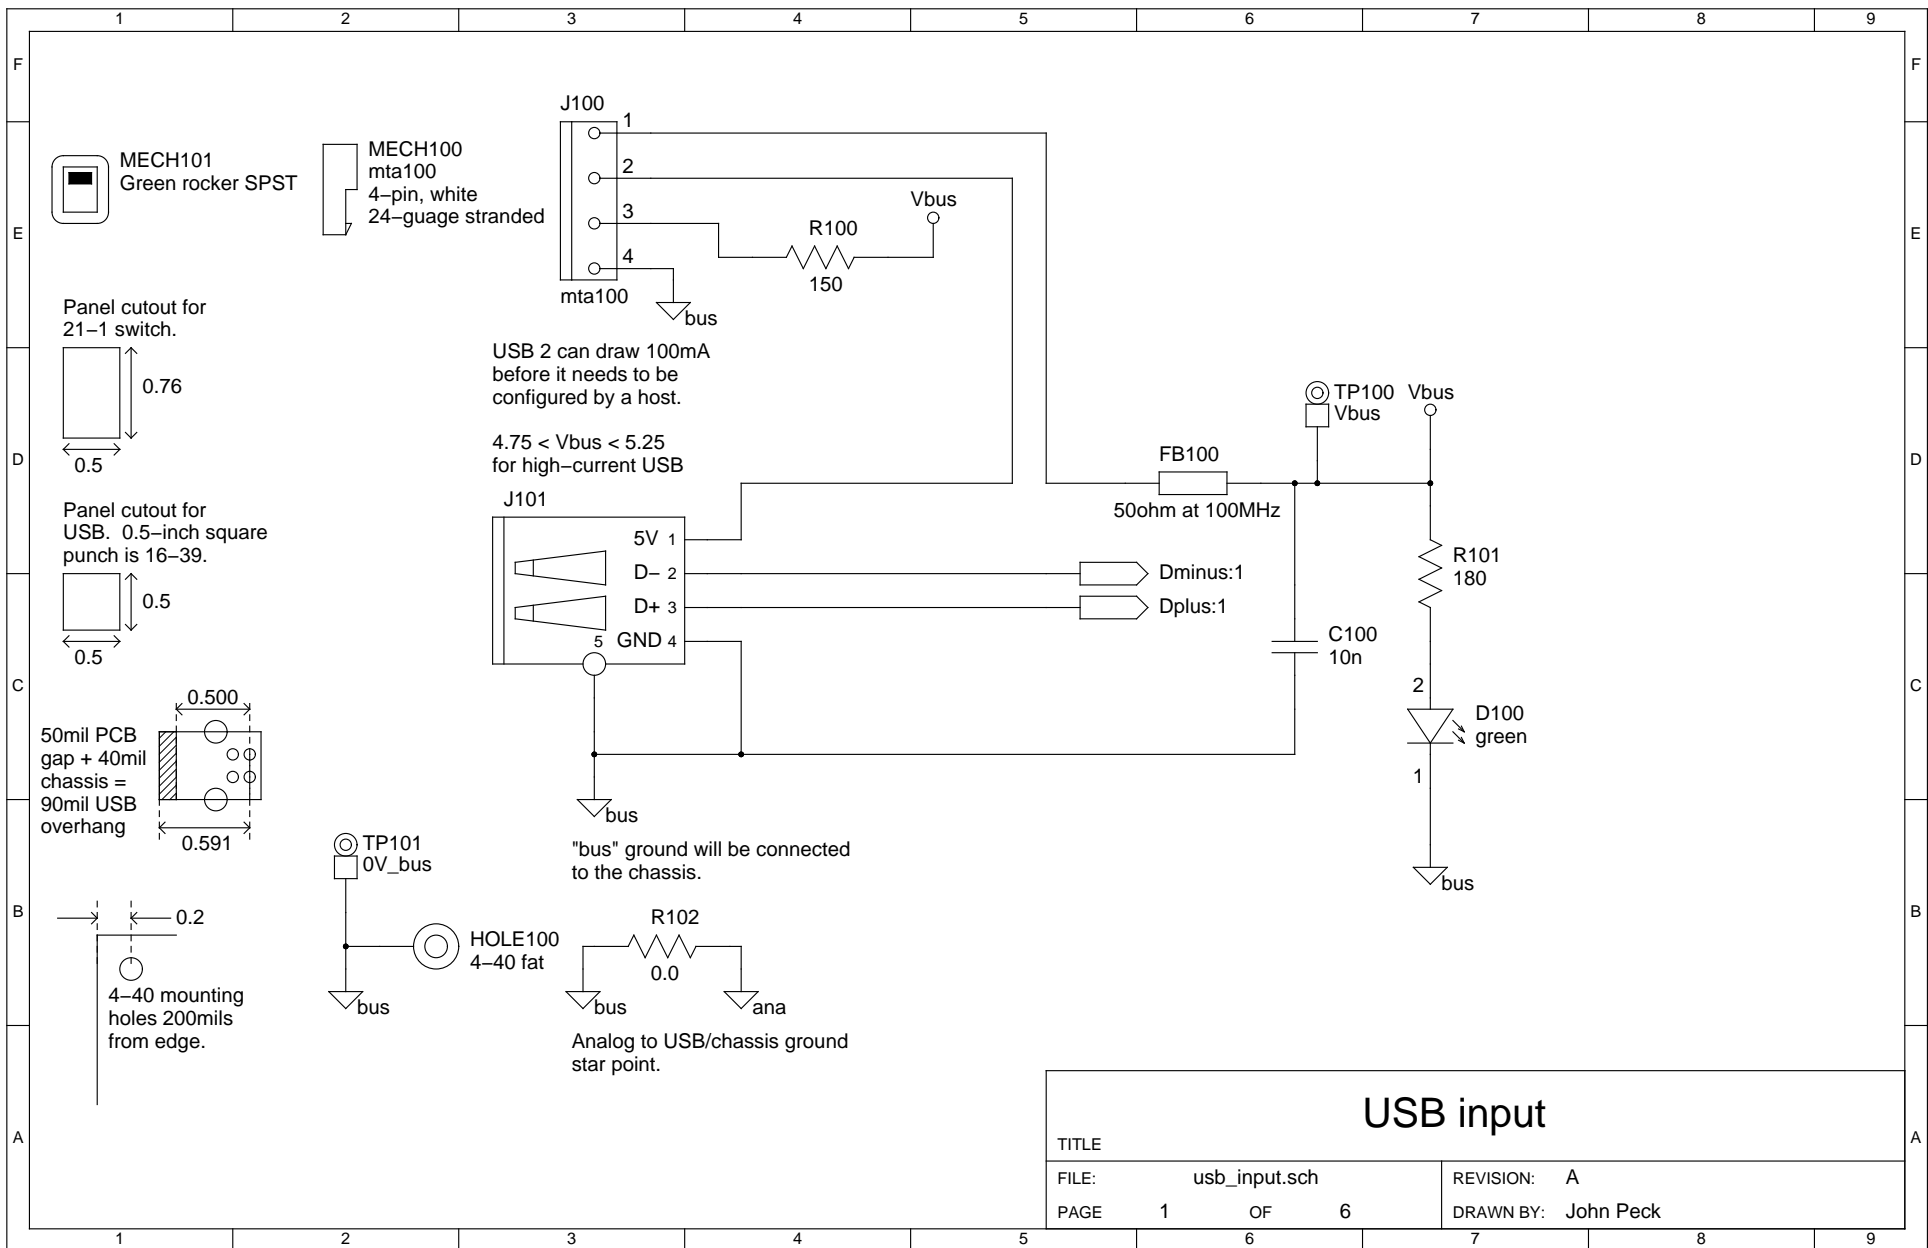 1 2 3 4 5 6 7 8 9
F F
E E
D D
C C
B B
A A
MECH101
Green rocker SPST
MECH100
mta100
4−pin, white
24−guage stranded
J100
1
2
3
4
mta100
bus
R100
150
Vbus
Panel cutout for
21−1 switch.
0.76
0.5
USB 2 can draw 100mA
before it needs to be
configured by a host.
4.75 < Vbus < 5.25
for high−current USB
Panel cutout for
USB.  0.5−inch square
punch is 16−39.
0.5
0.5
J101
5V 1
D− 2
D+ 3
5 GND 4
Dminus:1
Dplus:1
bus
FB100
50ohm at 100MHz
TP100
Vbus
Vbus
R101
180
C100
10n
2
D100
green
1
bus
0.500
50mil PCB
gap + 40mil
chassis =
90mil USB
overhang
0.591
TP101
0V_bus
HOLE100
4−40 fat
bus
"bus" ground will be connected
to the chassis.
R102
0.0
bus
ana
Analog to USB/chassis ground
star point.
0.2
4−40 mounting
holes 200mils
from edge.
USB input
TITLE
FILE: usb_input.sch
REVISION: A
PAGE 1 OF 6
DRAWN BY: John Peck
1 2 3 4 5 6 7 8 9